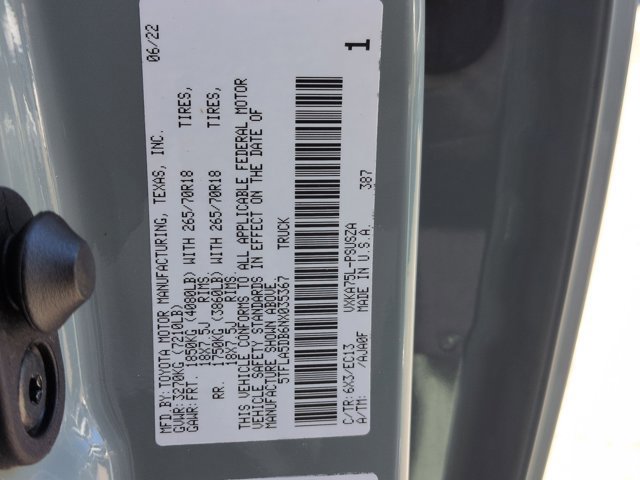 MFD BY: TOYOTA MOTOR MANUFACTURING, TEXAS, INC. 06/22
GVWR: 3270KG (7210LB)
GAWR: FRT. 1850KG (4080LB) WITH 265/70R18 TIRES,
18X7.5J RIMS,
RR. 1750KG (3860LB) WITH 265/70R18 TIRES,
18X7.5J RIMS.
THIS VEHICLE CONFORMS TO ALL APPLICABLE FEDERAL MOTOR
VEHICLE SAFETY STANDARDS IN EFFECT ON THE DATE OF
MANUFACTURE SHOWN ABOVE.
5TFLA5DB6NX035367 TRUCK
1
C/TR: 6X3/EC13 VXKA75L-PSUSZA 387
A/TM: /AJA0F MADE IN U.S.A.